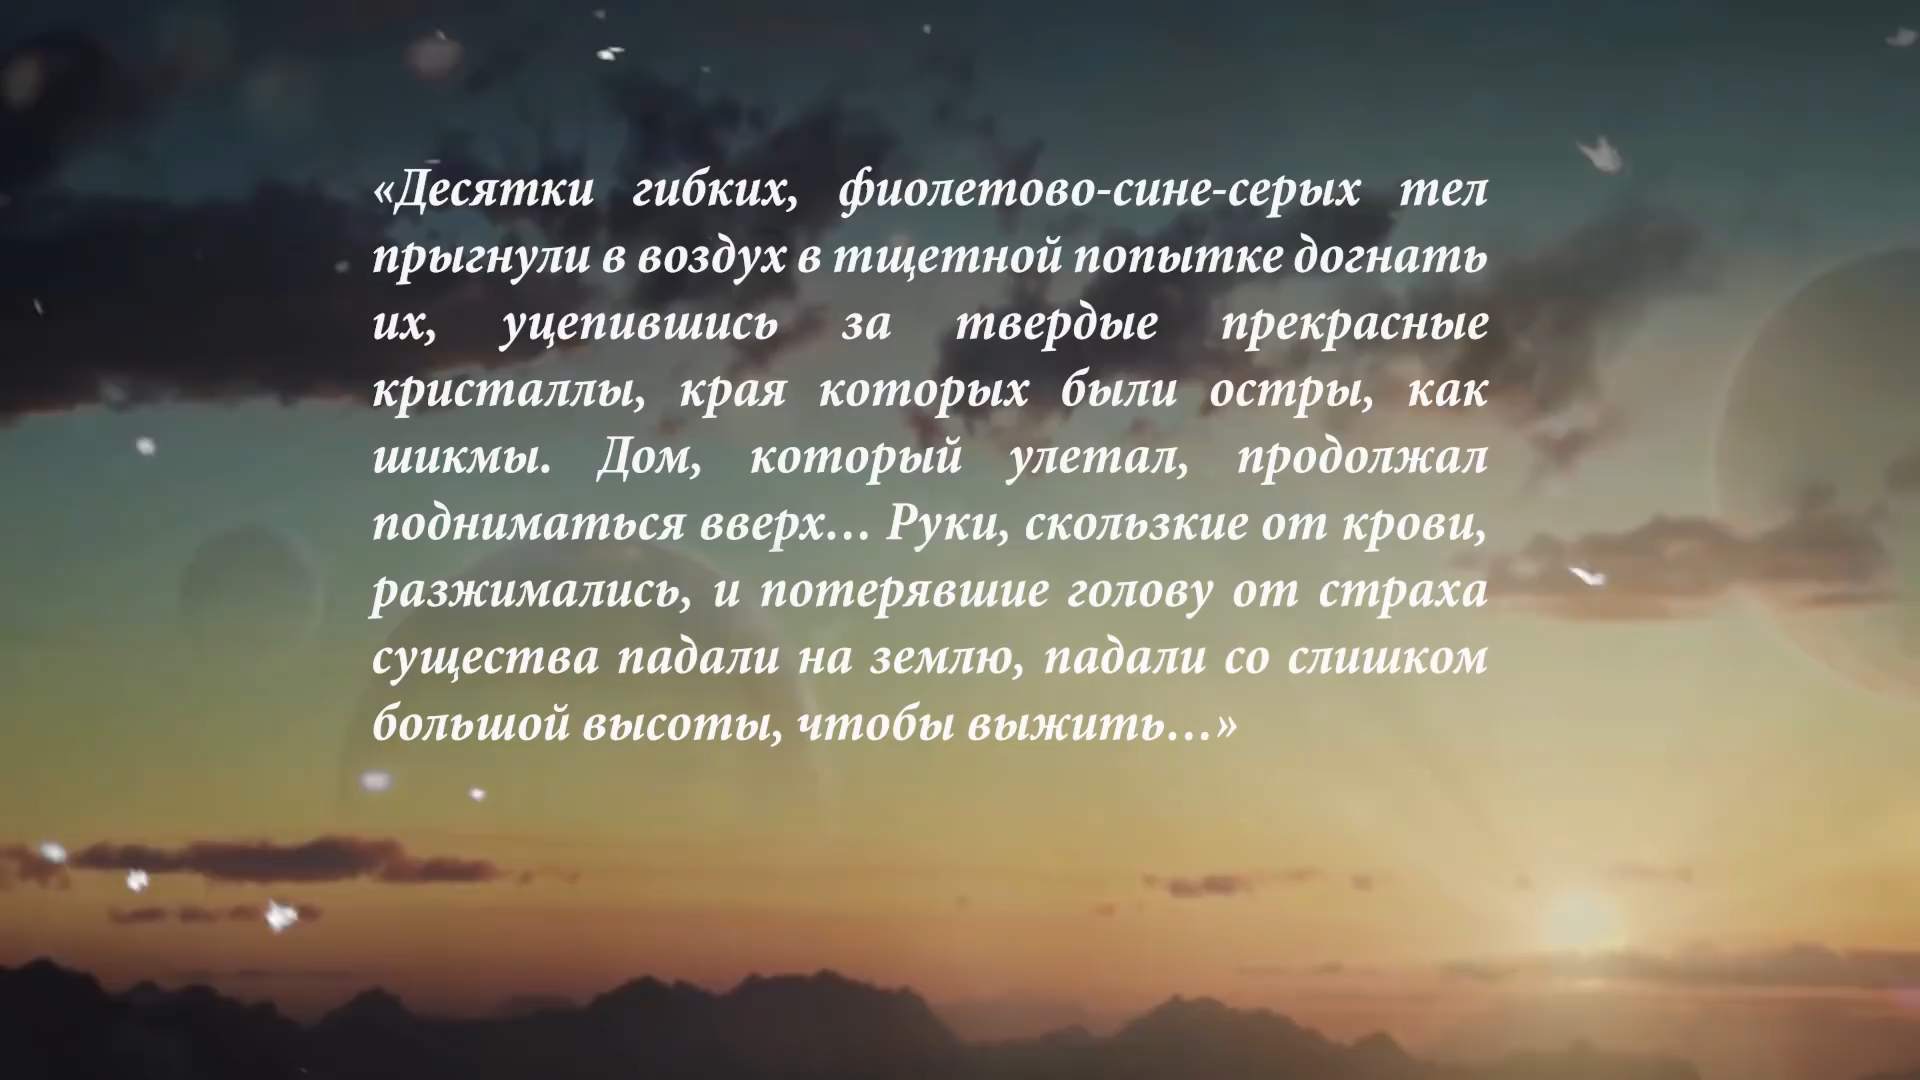 «Десятки гибких, фиолетово-сине-серых тел
прыгнули в воздух в тщетной попытке догнать
их, уцепившись за твердые прекрасные
кристаллы, края которых были остры, как
шикмы. Дом, который улетал, продолжал
подниматься вверх… Руки, скользкие от крови,
разжимались, и потерявшие голову от страха
существа падали на землю, падали со слишком
большой высоты, чтобы выжить…»